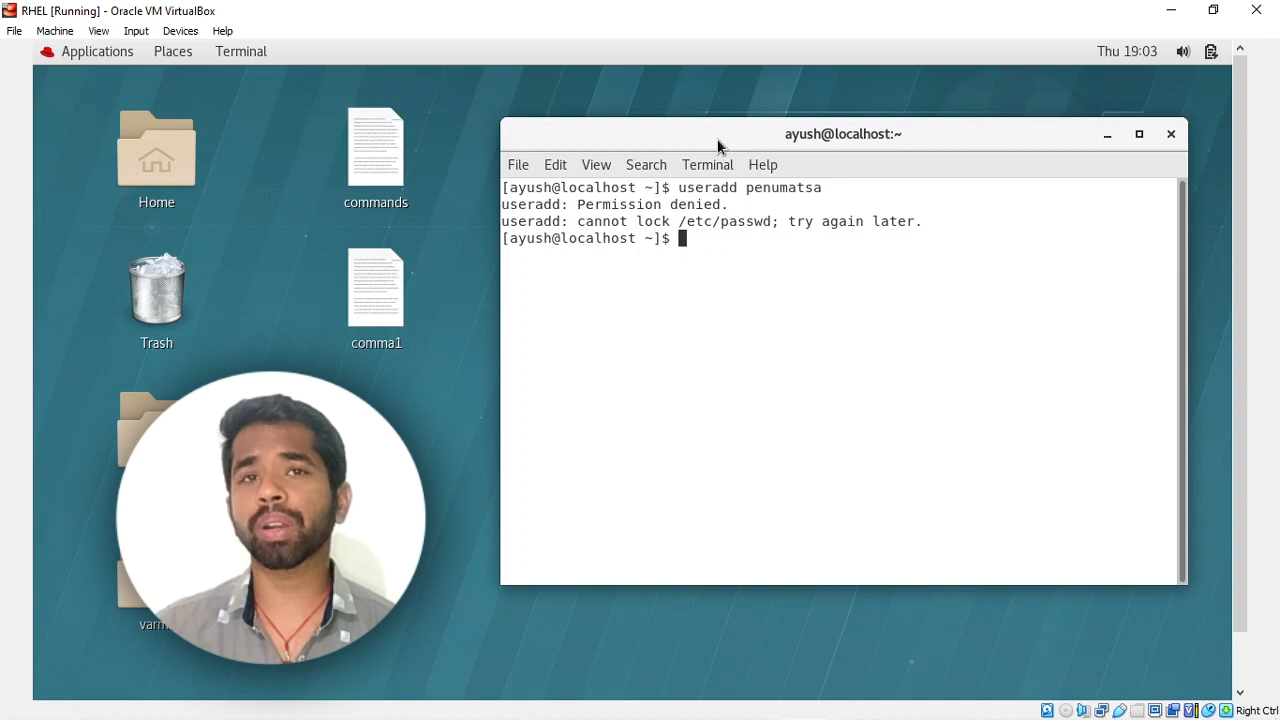 RHEL [Running] - Oracle VM VirtualBox
File Machine View Input Devices Help
Applications Places Terminal Thu 19:03
Home
commands
Trash
comma1
ayush@localhost:~
File Edit View Search Terminal Help
[ayush@localhost ~]$ useradd penumatsa
useradd: Permission denied.
useradd: cannot lock /etc/passwd; try again later.
[ayush@localhost ~]$
Right Ctrl